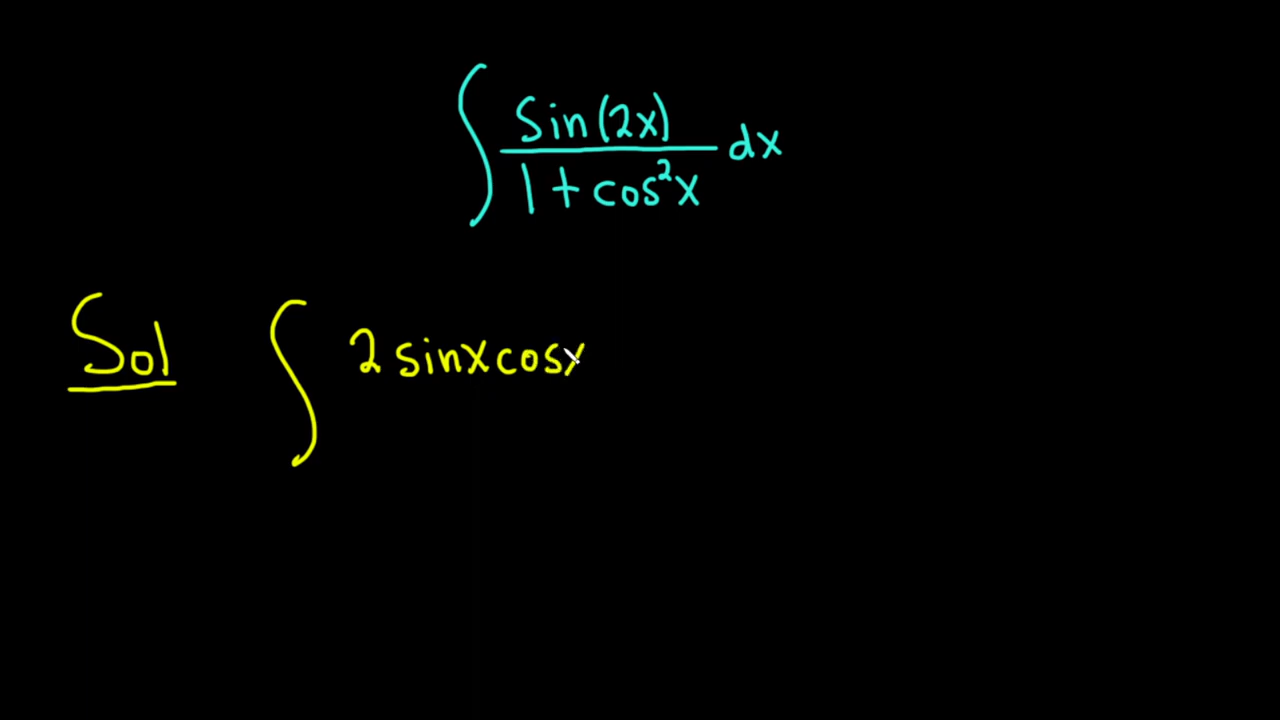 ∫ Sin(2x) / 1 + cos²x dx
Sol ∫ 2 sinx cosx